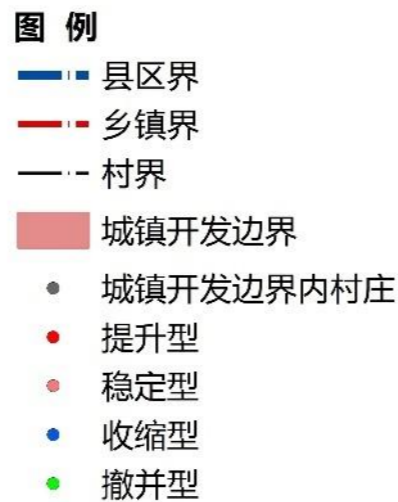 图 例
县区界
乡镇界
村界
城镇开发边界
城镇开发边界内村庄
提升型
稳定型
收缩型
撤并型